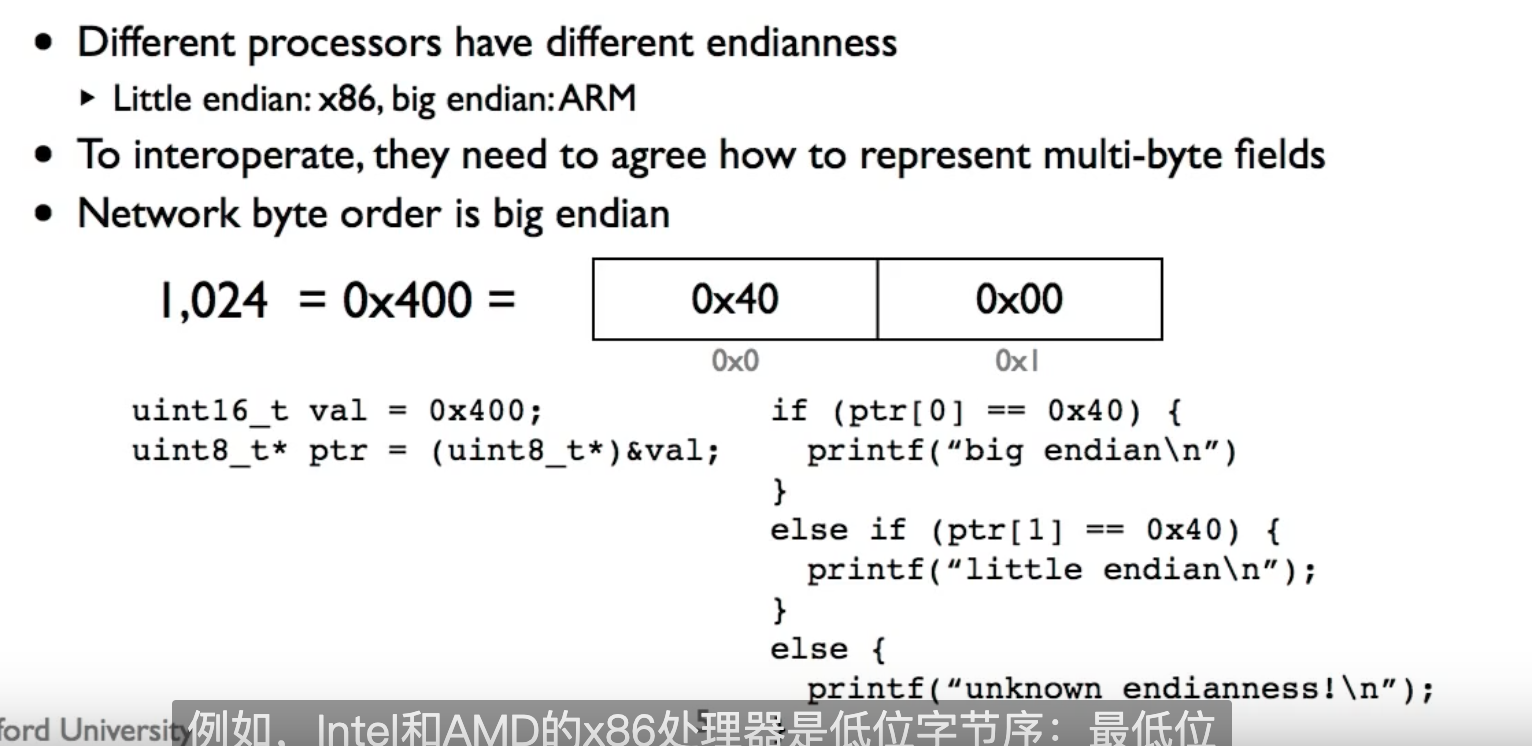 • Different processors have different endianness
▸ Little endian: x86, big endian: ARM
• To interoperate, they need to agree how to represent multi-byte fields
• Network byte order is big endian
1,024 = 0x400 = 0x40 0x00
0x0 0x1
uint16_t val = 0x400;
uint8_t* ptr = (uint8_t*)&val;
if (ptr[0] == 0x40) {
printf(“big endian\n”)
}
else if (ptr[1] == 0x40) {
printf(“little endian\n”);
}
else {
printf(“unknown endianness!\n”);
ford University
例如，Intel和AMD的x86处理器是低位字节序：最低位